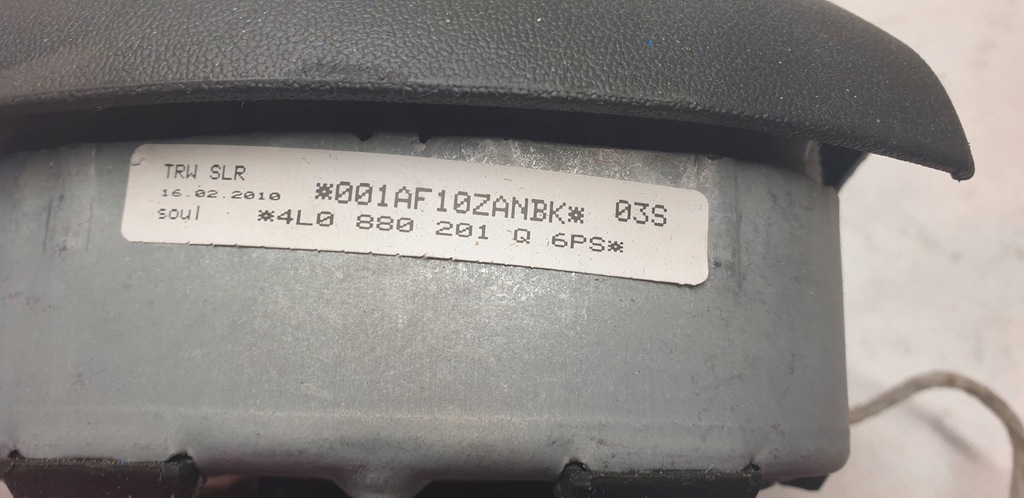 TRW SLR
16.02.2010 *001AF10ZANBK* 03S
soul *4L0 880 201 Q 6PS*